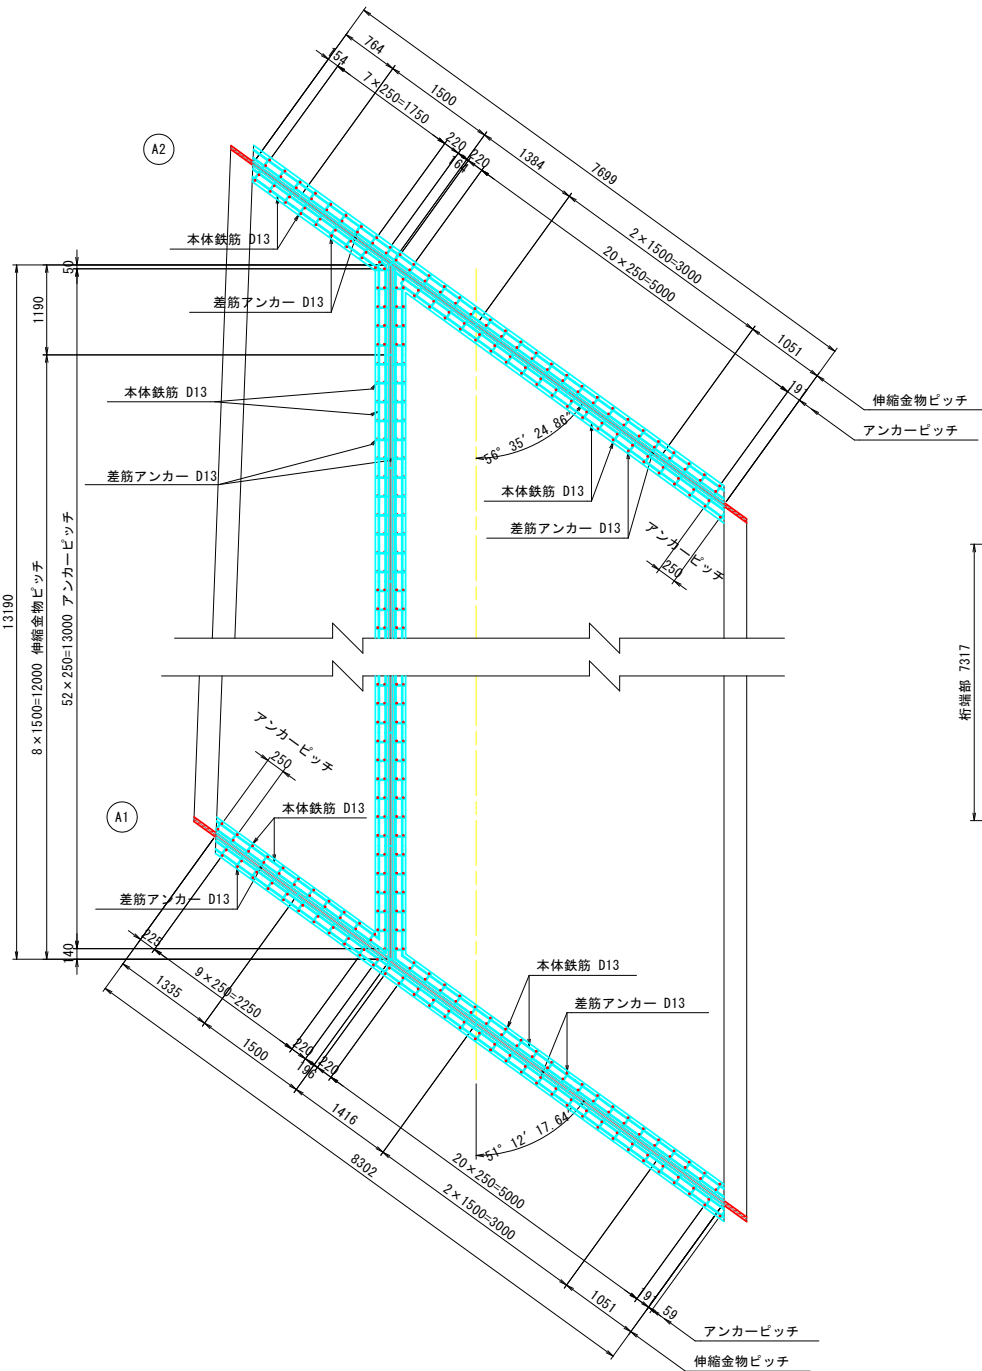 764
154
7×250=1750
1500
220
164
220
1384
7699
2×1500=3000
20×250=5000
1051
191
伸縮金物ピッチ
アンカーピッチ
A2
本体鉄筋 D13
差筋アンカー D13
50
1190
本体鉄筋 D13
差筋アンカー D13
56° 35′ 24.86″
本体鉄筋 D13
差筋アンカー D13
アンカーピッチ
250
13190
8×1500=12000 伸縮金物ピッチ
52×250=13000 アンカーピッチ
桁端部 7317
アンカーピッチ
250
A1
本体鉄筋 D13
差筋アンカー D13
140
225
9×250=2250
1335
1500
220
196
220
1416
8302
本体鉄筋 D13
差筋アンカー D13
51° 12′ 17.64″
20×250=5000
2×1500=3000
191
59
1051
アンカーピッチ
伸縮金物ピッチ